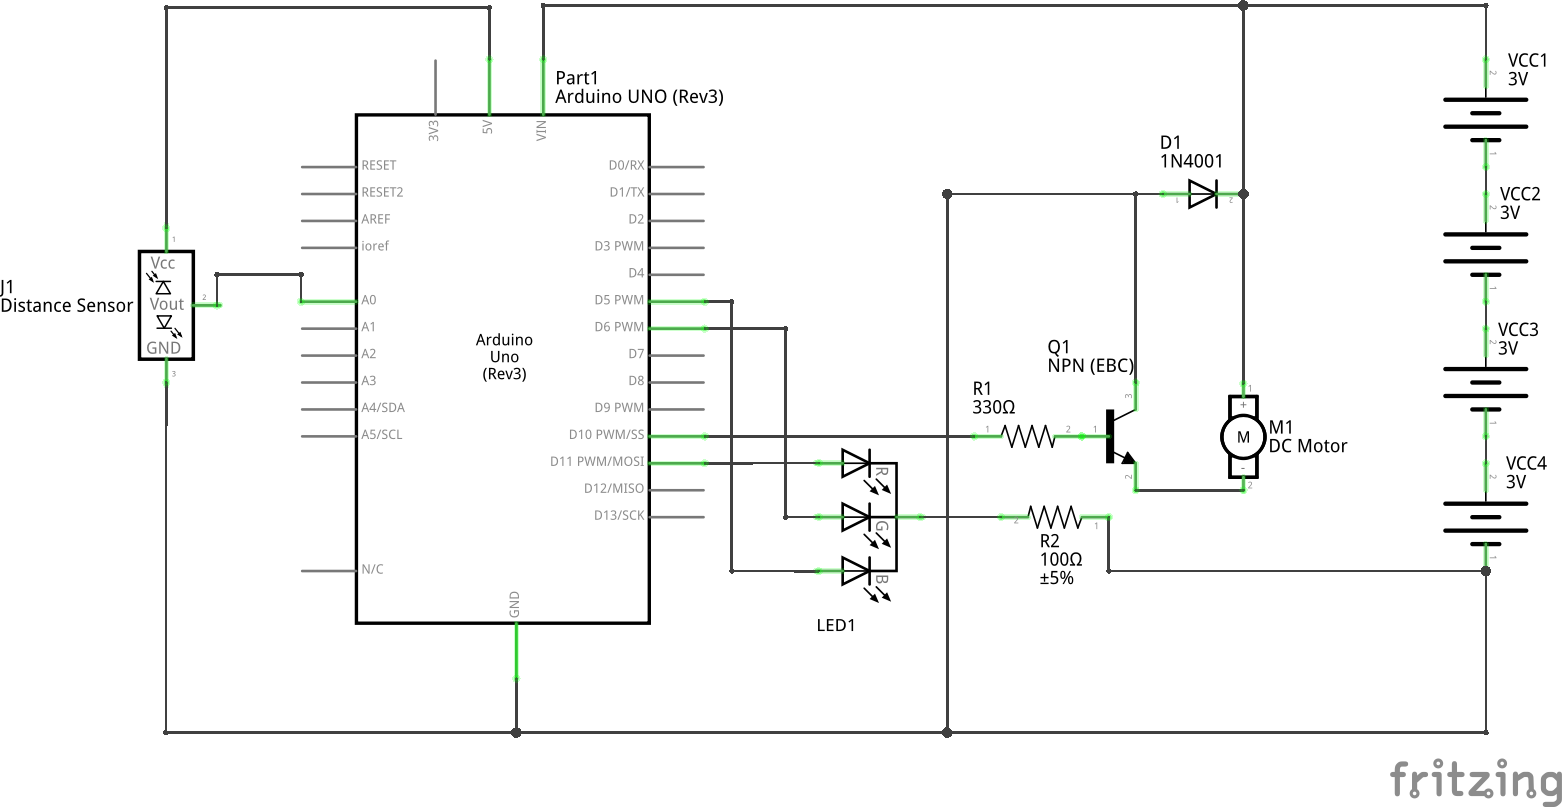 Part1
Arduino UNO (Rev3)
3V3
5V
VIN
RESET
RESET2
AREF
ioref
A0
A1
A2
A3
A4/SDA
A5/SCL
N/C
D0/RX
D1/TX
D2
D3 PWM
D4
D5 PWM
D6 PWM
D7
D8
D9 PWM
D10 PWM/SS
D11 PWM/MOSI
D12/MISO
D13/SCK
GND
Arduino
Uno
(Rev3)
J1
Distance Sensor
1
Vcc
Vout
2
GND
3
D1
1N4001
1
2
Q1
NPN (EBC)
3
1
2
R1
330Ω
1
2
R2
100Ω
±5%
2
1
R
G
B
LED1
M1
DC Motor
1
+
M
-
2
VCC1
3V
2
1
VCC2
3V
2
1
VCC3
3V
2
1
VCC4
3V
2
1
fritzing